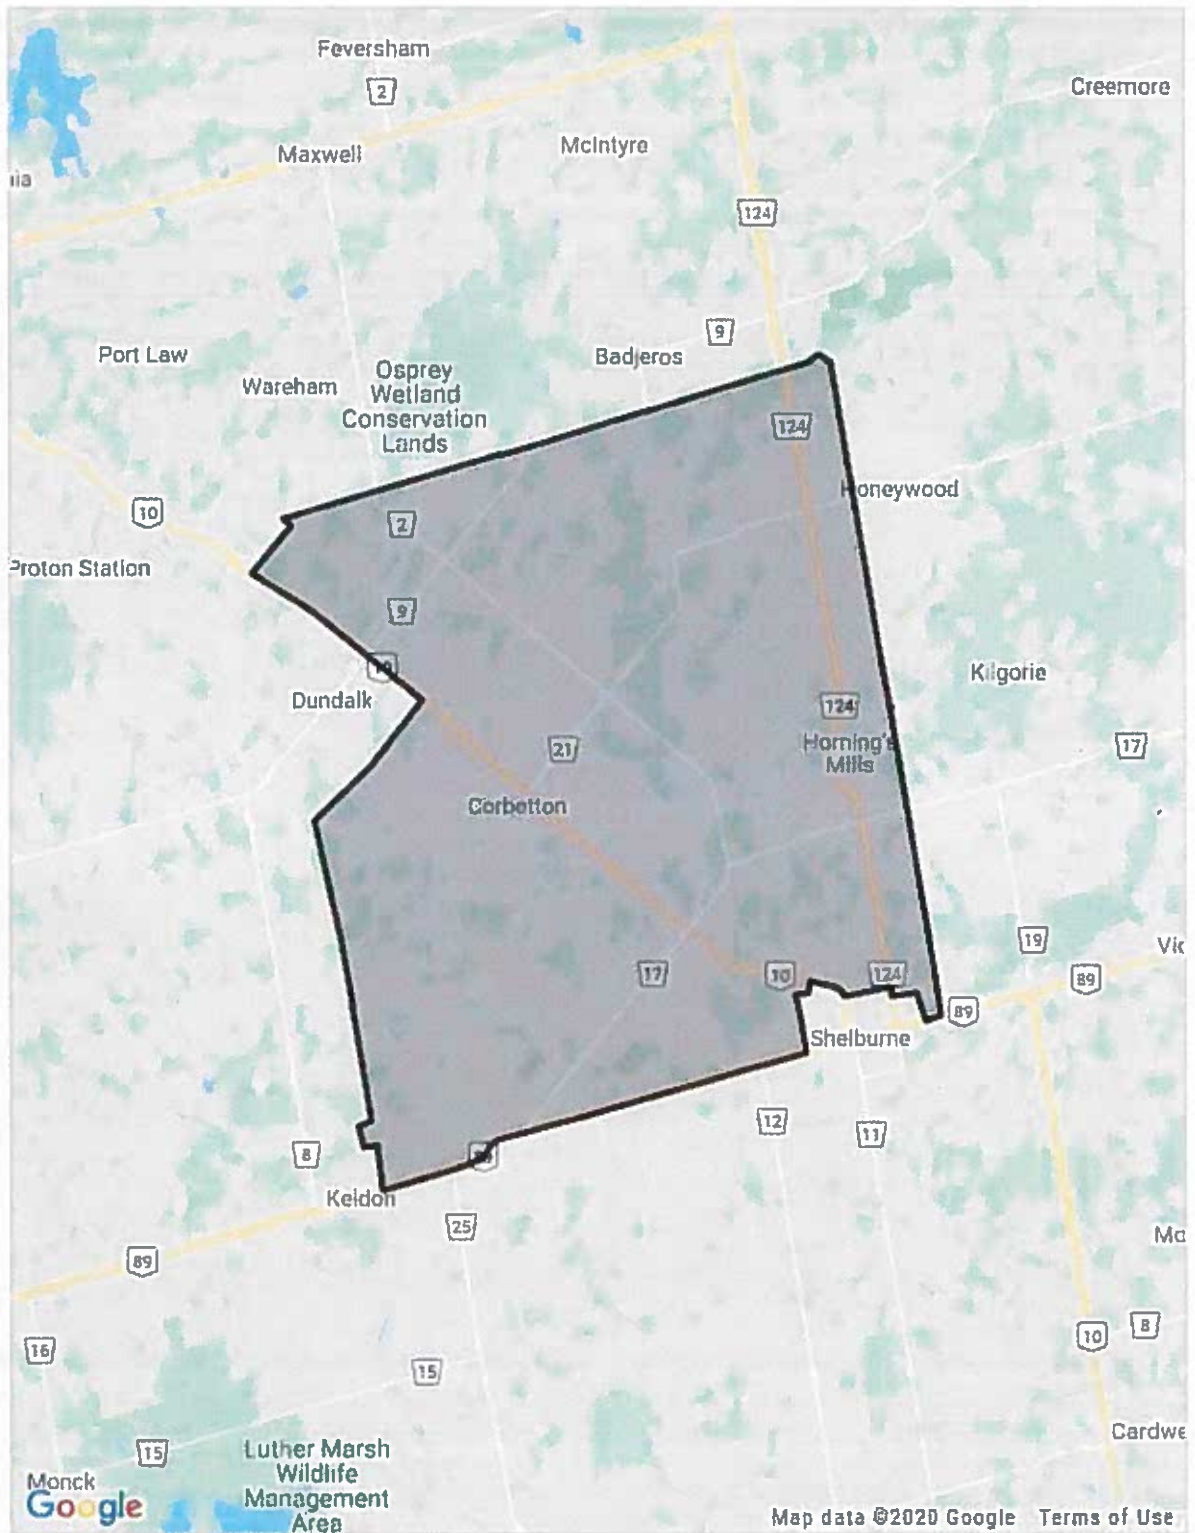 Feversham
2
Creemore
Maxwell
McIntyre
124
Port Law
Wareham
Osprey
Wetland
Conservation
Lands
Badjeros
9
124
Honeywood
10
2
Proton Station
9
10
Dundalk
Kilgorie
124
21
Horning's
Mills
17
Corbetton
19
17
10
124
89
89
Shelburne
12
11
8
Keldon
25
89
16
15
10
8
15
Luther Marsh
Wildlife
Management
Area
Monck
Google
Map data ©2020 Google Terms of Use